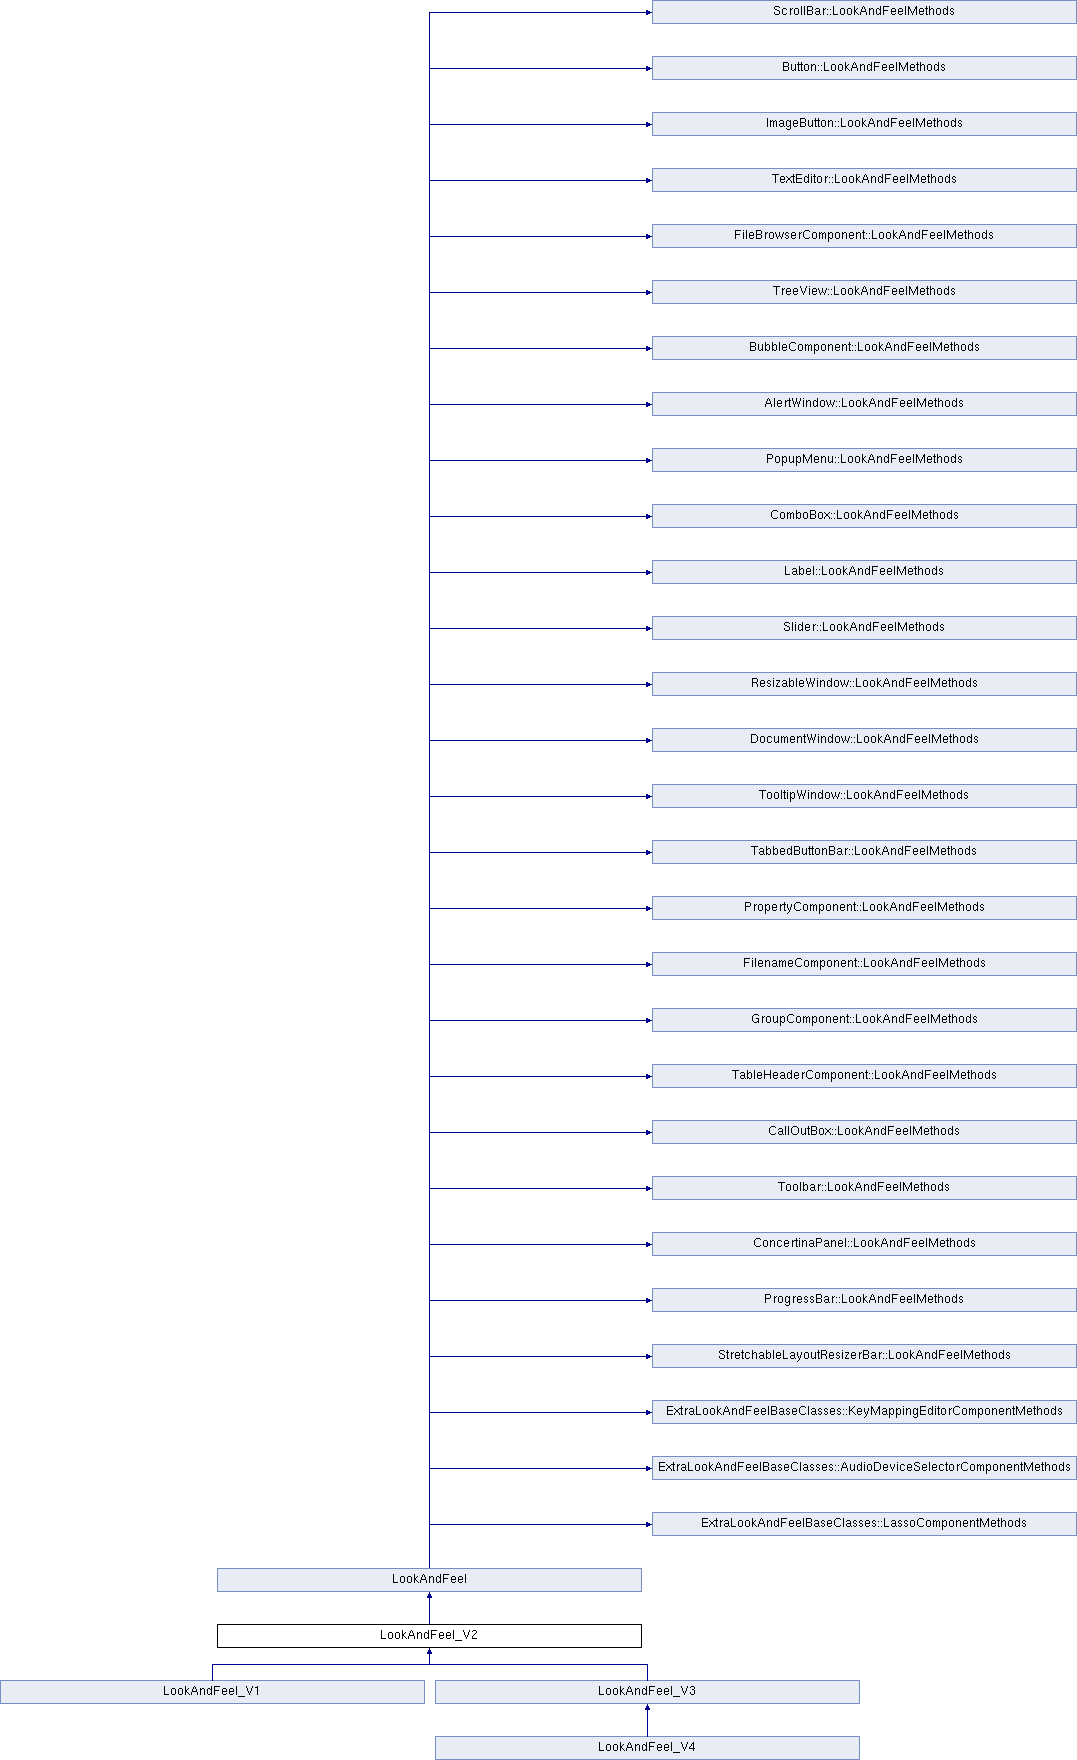 ScrollBar::LookAndFeelMethods
Button::LookAndFeelMethods
ImageButton::LookAndFeelMethods
TextEditor::LookAndFeelMethods
FileBrowserComponent::LookAndFeelMethods
TreeView::LookAndFeelMethods
BubbleComponent::LookAndFeelMethods
AlertWindow::LookAndFeelMethods
PopupMenu::LookAndFeelMethods
ComboBox::LookAndFeelMethods
Label::LookAndFeelMethods
Slider::LookAndFeelMethods
ResizableWindow::LookAndFeelMethods
DocumentWindow::LookAndFeelMethods
TooltipWindow::LookAndFeelMethods
TabbedButtonBar::LookAndFeelMethods
PropertyComponent::LookAndFeelMethods
FilenameComponent::LookAndFeelMethods
GroupComponent::LookAndFeelMethods
TableHeaderComponent::LookAndFeelMethods
CallOutBox::LookAndFeelMethods
Toolbar::LookAndFeelMethods
ConcertinaPanel::LookAndFeelMethods
ProgressBar::LookAndFeelMethods
StretchableLayoutResizerBar::LookAndFeelMethods
ExtraLookAndFeelBaseClasses::KeyMappingEditorComponentMethods
ExtraLookAndFeelBaseClasses::AudioDeviceSelectorComponentMethods
ExtraLookAndFeelBaseClasses::LassoComponentMethods
LookAndFeel
LookAndFeel_V2
LookAndFeel_V1
LookAndFeel_V3
LookAndFeel_V4